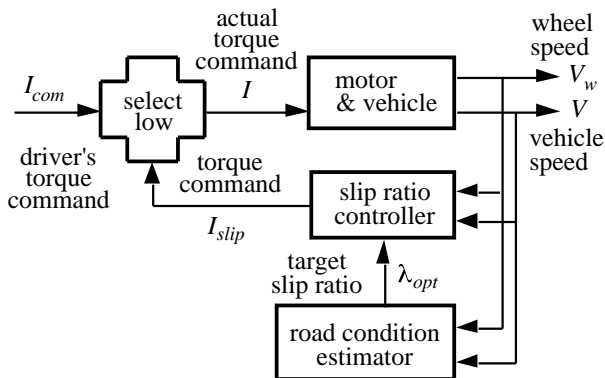 actual
torque
command
I
wheel
speed
V_w
I_com
select
low
motor
& vehicle
V
vehicle
speed
driver's
torque
command
torque
command
I_slip
slip ratio
controller
target
slip ratio
λ_opt
road condition
estimator